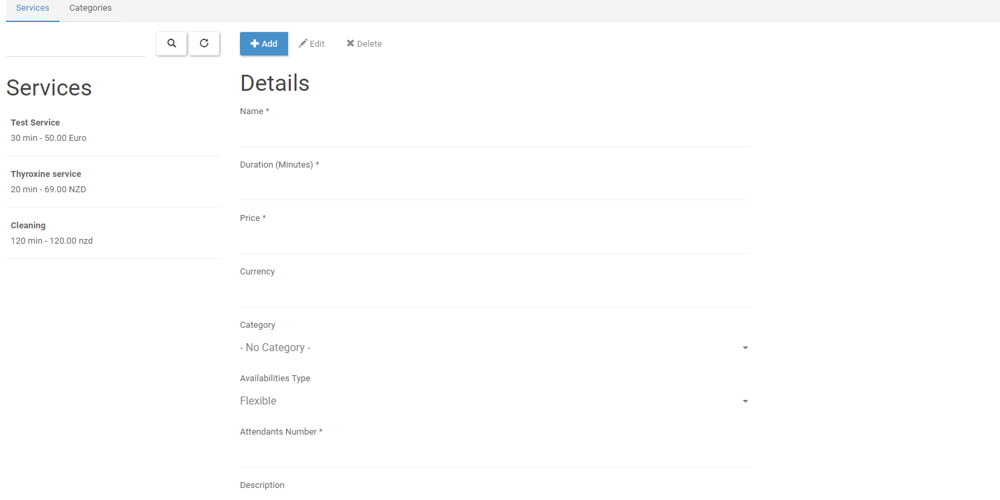 Services
Categories
Add
Edit
Delete
Services
Test Service
30 min - 50.00 Euro
Thyroxine service
20 min - 69.00 NZD
Cleaning
120 min - 120.00 nzd
Details
Name *
Duration (Minutes) *
Price *
Currency
Category
- No Category -
Availabilities Type
Flexible
Attendants Number *
Description